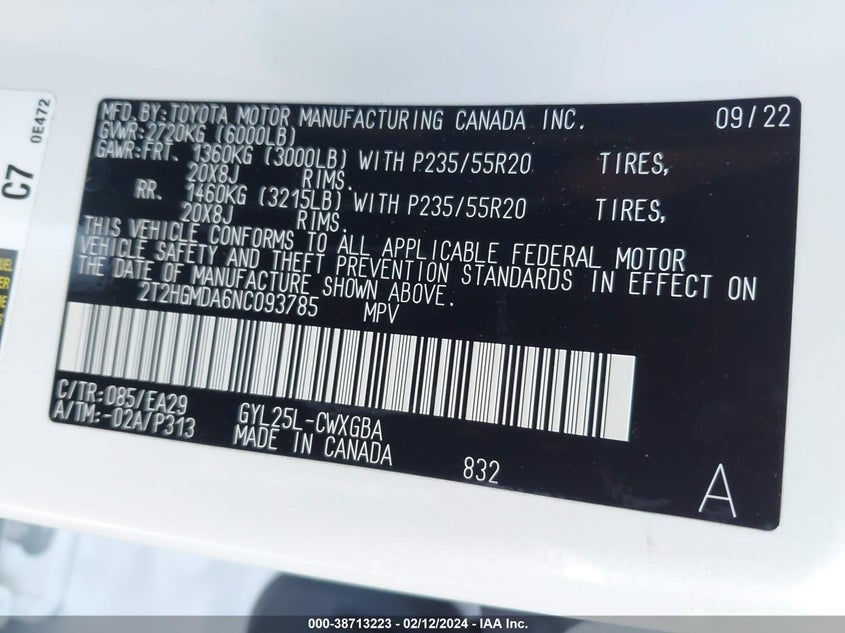 MFD. BY: TOYOTA MOTOR MANUFACTURING CANADA INC. 09/22
GVWR: 2720KG (6000LB)
GAWR: FRT. 1360KG (3000LB) WITH P235/55R20 TIRES,
20X8J RIMS.
RR. 1460KG (3215LB) WITH P235/55R20 TIRES,
20X8J RIMS.
THIS VEHICLE CONFORMS TO ALL APPLICABLE FEDERAL MOTOR
VEHICLE SAFETY AND THEFT PREVENTION STANDARDS IN EFFECT ON
THE DATE OF MANUFACTURE SHOWN ABOVE.
2T2HGMDA6NC093785 MPV
C/TR: 085/EA29 GYL25L-CWXGBA
A/TM: -02A/P313 MADE IN CANADA 832 A
C7
0E472
000-38713223 - 02/12/2024 - IAA Inc.